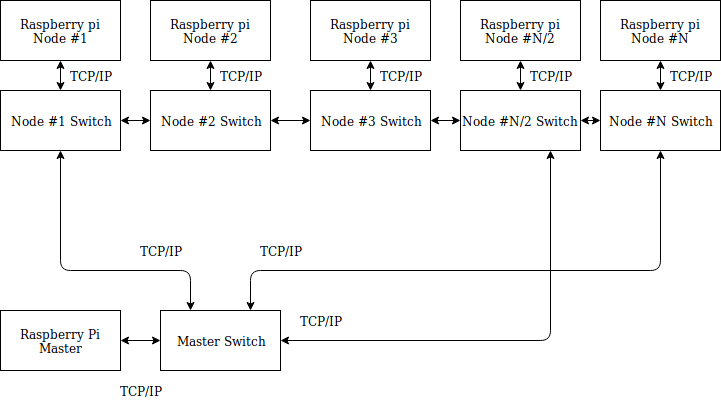 Raspberry pi
Node #1
Raspberry pi
Node #2
Raspberry pi
Node #3
Raspberry pi
Node #N/2
Raspberry pi
Node #N
TCP/IP
TCP/IP
TCP/IP
TCP/IP
TCP/IP
Node #1 Switch
Node #2 Switch
Node #3 Switch
Node #N/2 Switch
Node #N Switch
TCP/IP
TCP/IP
TCP/IP
Raspberry Pi
Master
Master Switch
TCP/IP